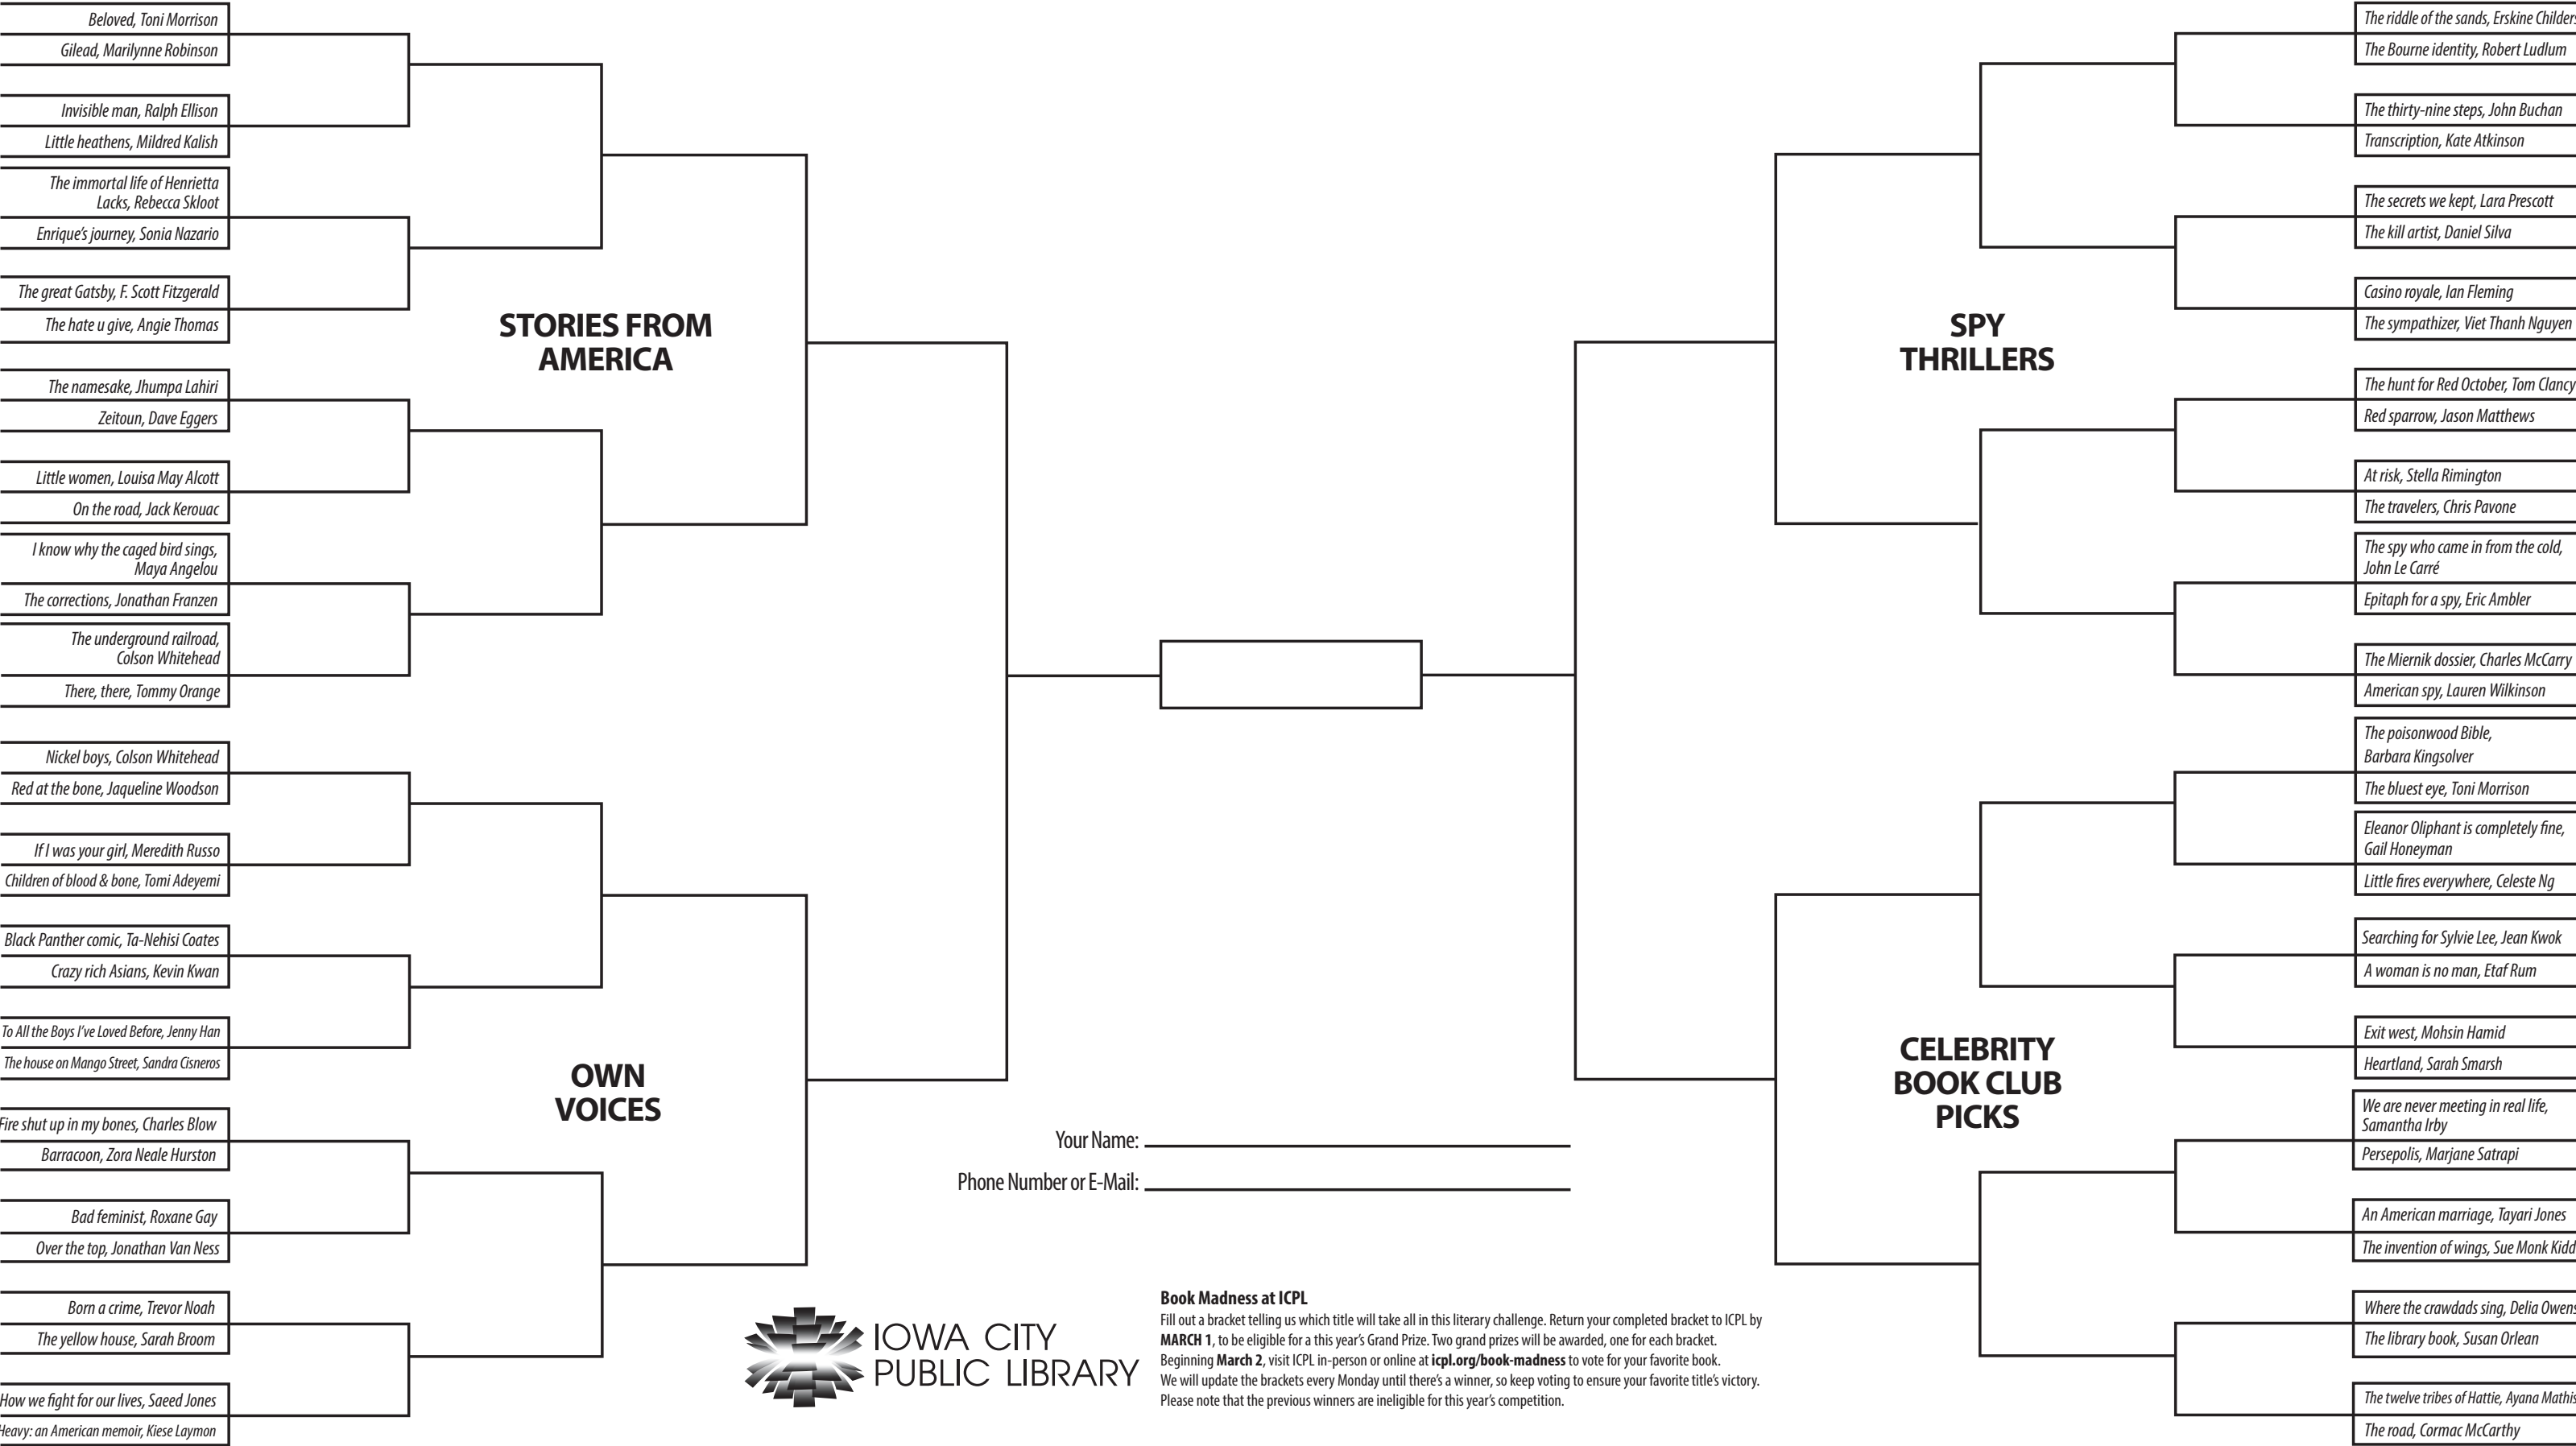 Beloved, Toni Morrison
Gilead, Marilynne Robinson
Invisible man, Ralph Ellison
Little heathens, Mildred Kalish
The immortal life of Henrietta
Lacks, Rebecca Skloot
Enrique's journey, Sonia Nazario
The great Gatsby, F. Scott Fitzgerald
The hate u give, Angie Thomas
The namesake, Jhumpa Lahiri
Zeitoun, Dave Eggers
Little women, Louisa May Alcott
On the road, Jack Kerouac
I know why the caged bird sings,
Maya Angelou
The corrections, Jonathan Franzen
The underground railroad,
Colson Whitehead
There, there, Tommy Orange
STORIES FROM
AMERICA
Nickel boys, Colson Whitehead
Red at the bone, Jaqueline Woodson
If I was your girl, Meredith Russo
Children of blood & bone, Tomi Adeyemi
Black Panther comic, Ta-Nehisi Coates
Crazy rich Asians, Kevin Kwan
To All the Boys I've Loved Before, Jenny Han
The house on Mango Street, Sandra Cisneros
Fire shut up in my bones, Charles Blow
Barracoon, Zora Neale Hurston
Bad feminist, Roxane Gay
Over the top, Jonathan Van Ness
Born a crime, Trevor Noah
The yellow house, Sarah Broom
How we fight for our lives, Saeed Jones
Heavy: an American memoir, Kiese Laymon
OWN
VOICES
The riddle of the sands, Erskine Childers
The Bourne identity, Robert Ludlum
The thirty-nine steps, John Buchan
Transcription, Kate Atkinson
The secrets we kept, Lara Prescott
The kill artist, Daniel Silva
Casino royale, Ian Fleming
The sympathizer, Viet Thanh Nguyen
The hunt for Red October, Tom Clancy
Red sparrow, Jason Matthews
At risk, Stella Rimington
The travelers, Chris Pavone
The spy who came in from the cold,
John Le Carré
Epitaph for a spy, Eric Ambler
The Miernik dossier, Charles McCarry
American spy, Lauren Wilkinson
SPY
THRILLERS
The poisonwood Bible,
Barbara Kingsolver
The bluest eye, Toni Morrison
Eleanor Oliphant is completely fine,
Gail Honeyman
Little fires everywhere, Celeste Ng
Searching for Sylvie Lee, Jean Kwok
A woman is no man, Etaf Rum
Exit west, Mohsin Hamid
Heartland, Sarah Smarsh
We are never meeting in real life,
Samantha Irby
Persepolis, Marjane Satrapi
An American marriage, Tayari Jones
The invention of wings, Sue Monk Kidd
Where the crawdads sing, Delia Owens
The library book, Susan Orlean
The twelve tribes of Hattie, Ayana Mathis
The road, Cormac McCarthy
CELEBRITY
BOOK CLUB
PICKS
Your Name:
Phone Number or E-Mail:
IOWA CITY
PUBLIC LIBRARY
Book Madness at ICPL
Fill out a bracket telling us which title will take all in this literary challenge. Return your completed bracket to ICPL by
MARCH 1, to be eligible for a this year's Grand Prize. Two grand prizes will be awarded, one for each bracket.
Beginning March 2, visit ICPL in-person or online at icpl.org/book-madness to vote for your favorite book.
We will update the brackets every Monday until there's a winner, so keep voting to ensure your favorite title's victory.
Please note that the previous winners are ineligible for this year's competition.